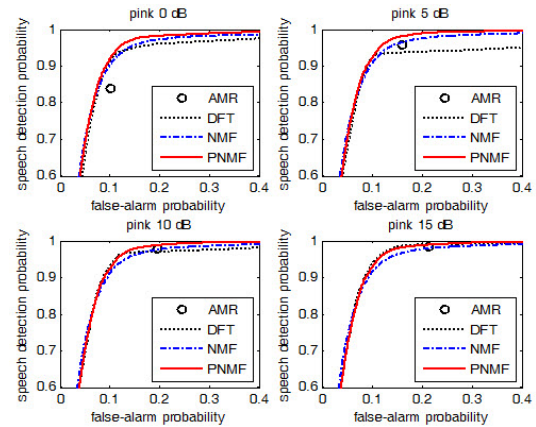 pink 0 dB
speech detection probability
1
0.9
0.8
0.7
0.6
AMR
DFT
NMF
PNMF
0 0.1 0.2 0.3 0.4
false-alarm probability
pink 5 dB
speech detection probability
1
0.9
0.8
0.7
0.6
AMR
DFT
NMF
PNMF
0 0.1 0.2 0.3 0.4
false-alarm probability
pink 10 dB
speech detection probability
1
0.9
0.8
0.7
0.6
AMR
DFT
NMF
PNMF
0 0.1 0.2 0.3 0.4
false-alarm probability
pink 15 dB
speech detection probability
1
0.9
0.8
0.7
0.6
AMR
DFT
NMF
PNMF
0 0.1 0.2 0.3 0.4
false-alarm probability